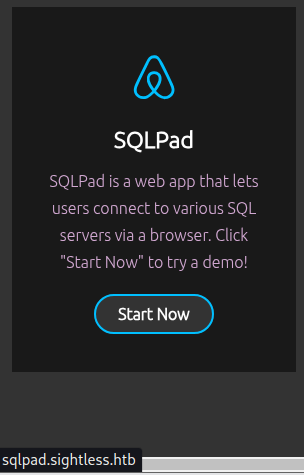 SQLPad
SQLPad is a web app that lets
users connect to various SQL
servers via a browser. Click
"Start Now" to try a demo!
Start Now
sqlpad.sightless.htb